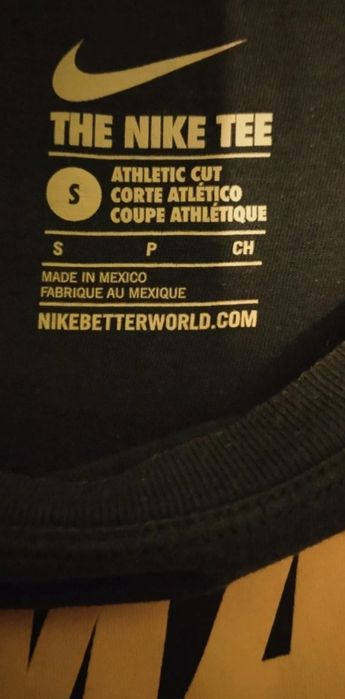 THE NIKE TEE
S
ATHLETIC CUT
CORTE ATLÉTICO
COUPE ATHLÉTIQUE
S P CH
MADE IN MEXICO
FABRIQUE AU MEXIQUE
NIKEBETTERWORLD.COM